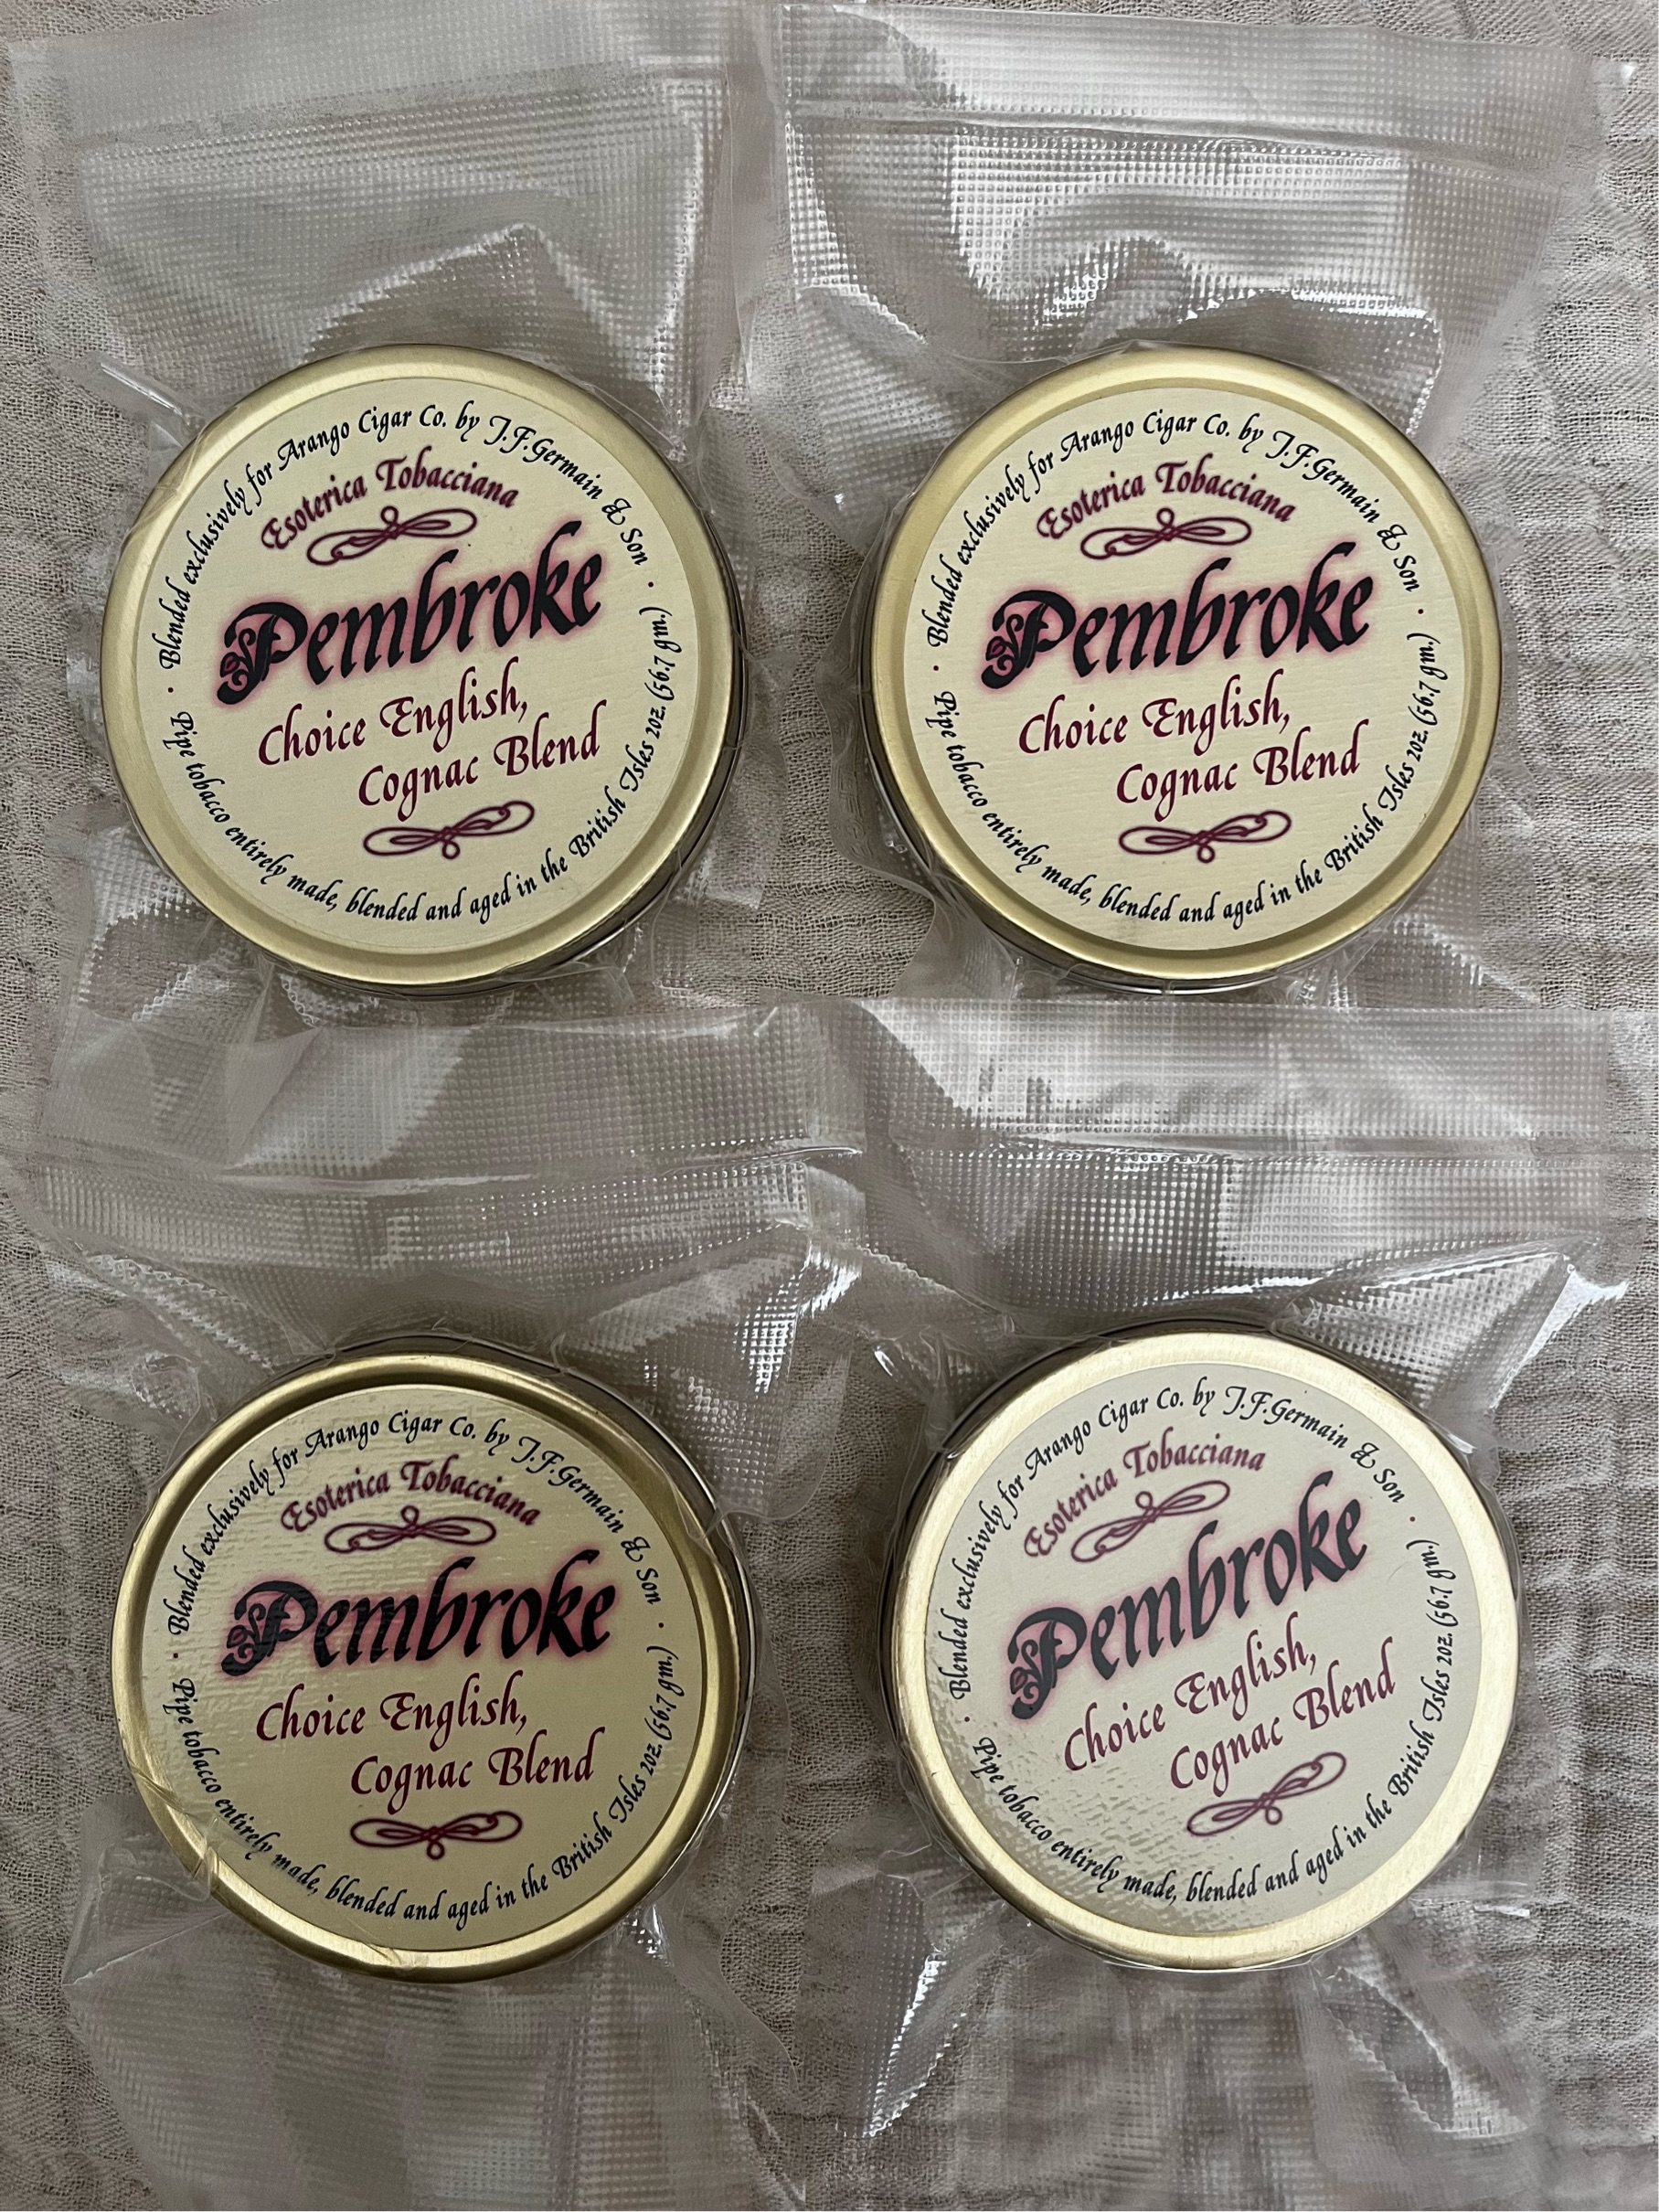 · Blended exclusively for Arango Cigar Co. by J.F.Germain & Son ·
Esoterica Tobacciana
Pembroke
Choice English,
Cognac Blend
Pipe tobacco entirely made, blended and aged in the British Isles 2oz. (56.7 gm.)
· Blended exclusively for Arango Cigar Co. by J.F.Germain & Son ·
Esoterica Tobacciana
Pembroke
Choice English,
Cognac Blend
Pipe tobacco entirely made, blended and aged in the British Isles 2oz. (56.7 gm.)
· Blended exclusively for Arango Cigar Co. by J.F.Germain & Son ·
Esoterica Tobacciana
Pembroke
Choice English,
Cognac Blend
Pipe tobacco entirely made, blended and aged in the British Isles 2oz. (56.7 gm.)
· Blended exclusively for Arango Cigar Co. by J.F.Germain & Son ·
Esoterica Tobacciana
Pembroke
Choice English,
Cognac Blend
Pipe tobacco entirely made, blended and aged in the British Isles 2oz. (56.7 gm.)